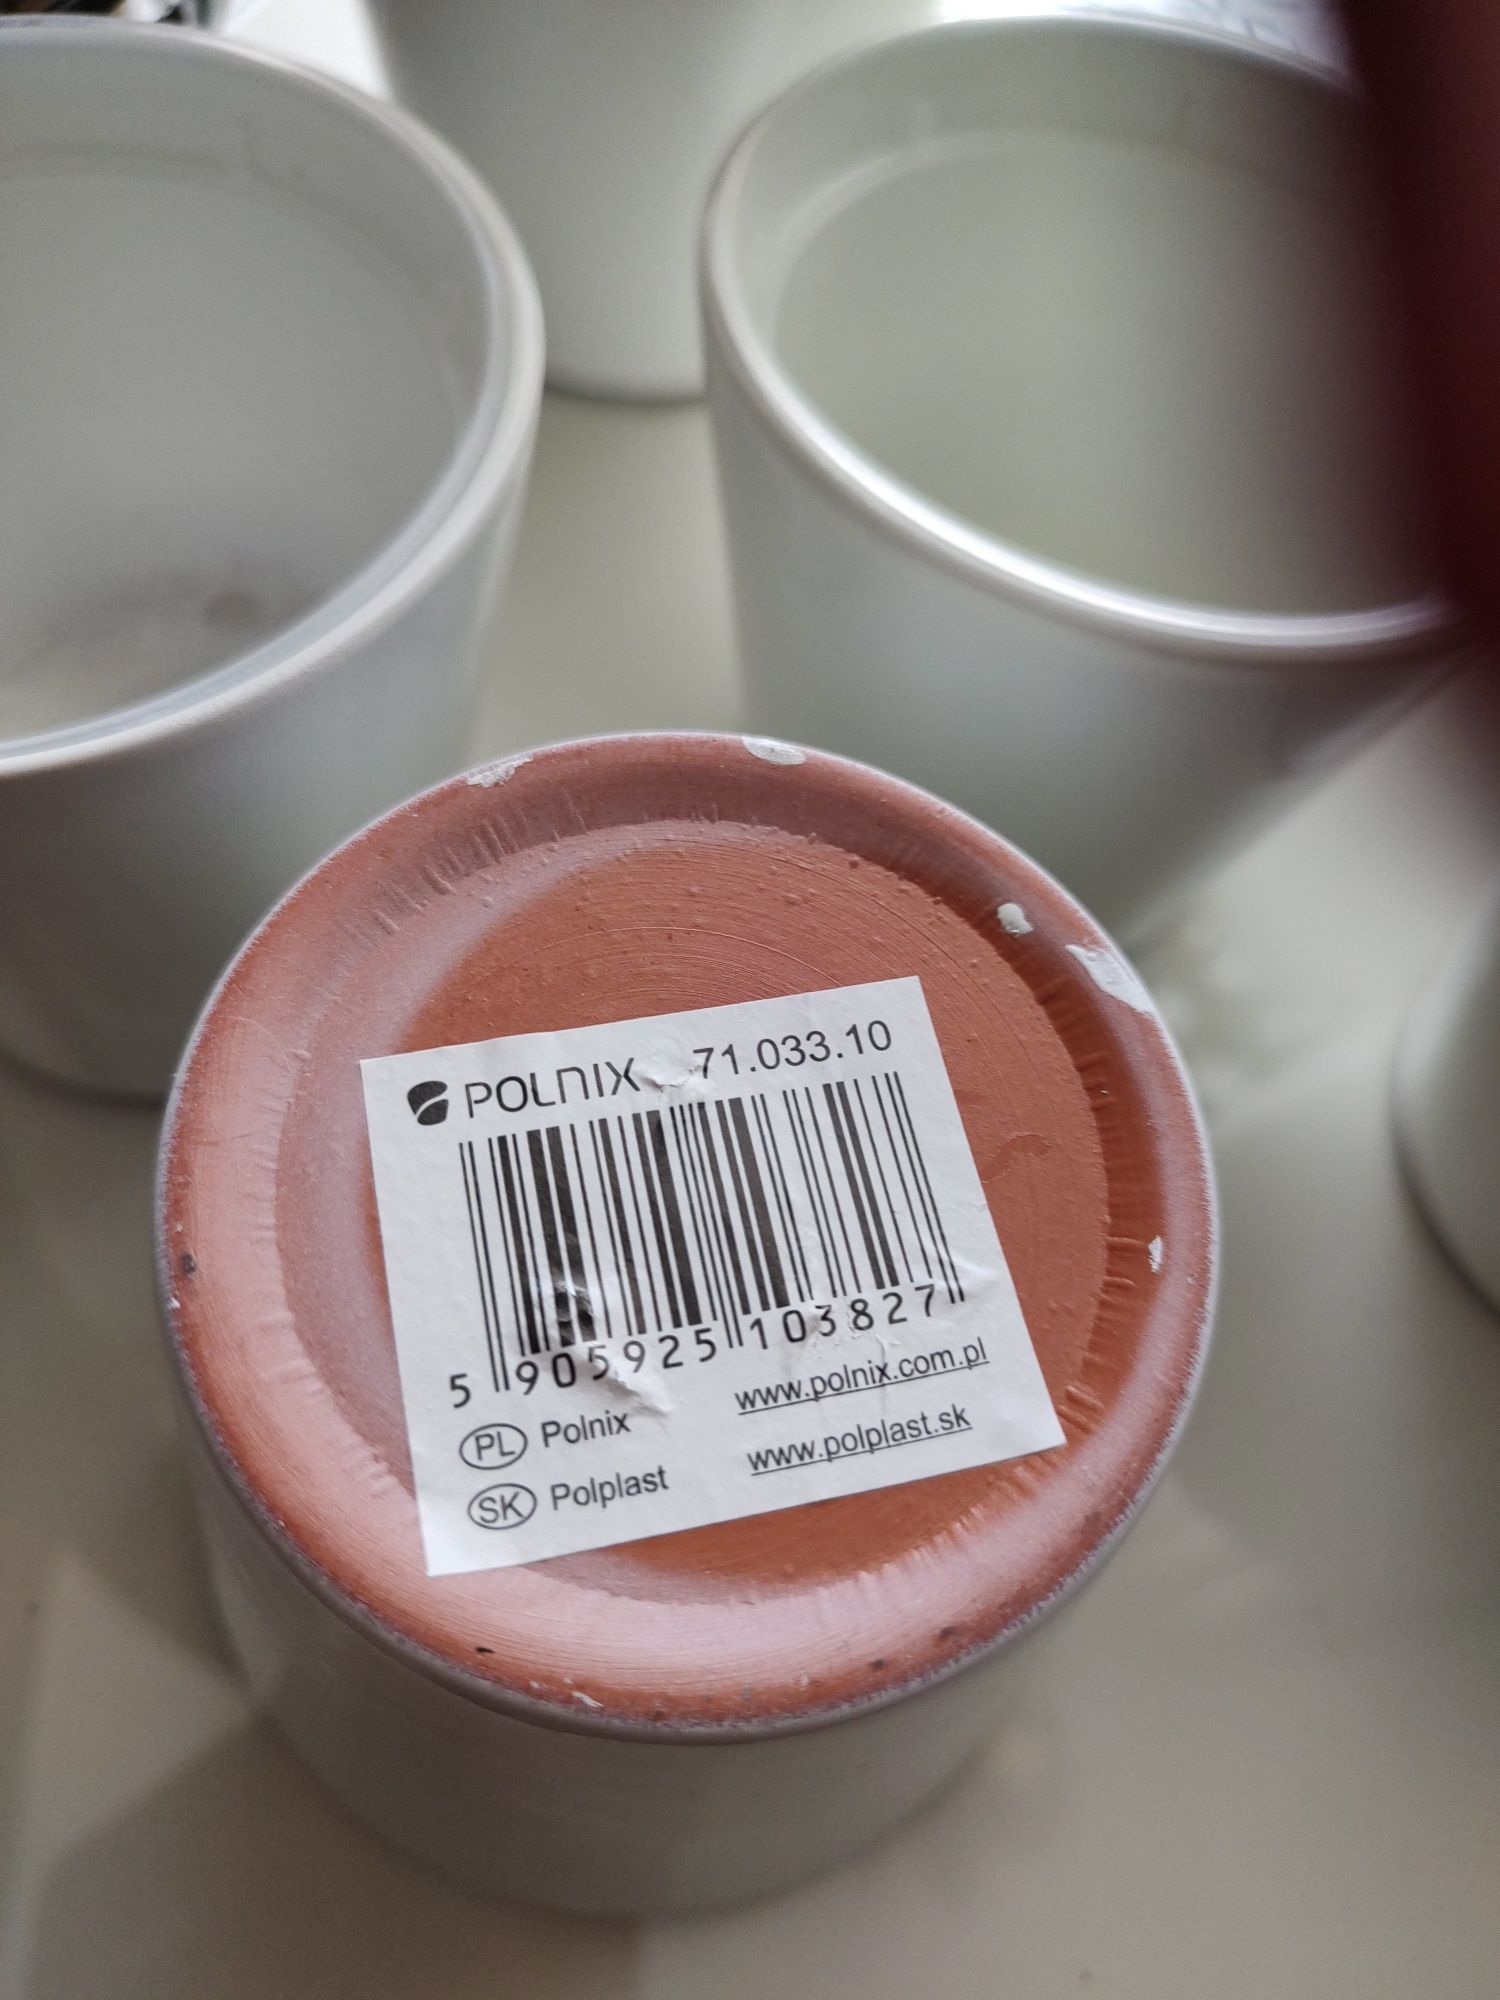 POLNIX 71.033.10
5 905925 103827
PL Polnix www.polnix.com.pl
SK Polplast www.polplast.sk